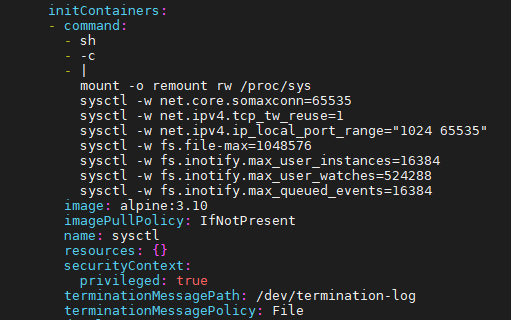 initContainers:
- command:
  - sh
  - -c
  - |
    mount -o remount rw /proc/sys
    sysctl -w net.core.somaxconn=65535
    sysctl -w net.ipv4.tcp_tw_reuse=1
    sysctl -w net.ipv4.ip_local_port_range="1024 65535"
    sysctl -w fs.file-max=1048576
    sysctl -w fs.inotify.max_user_instances=16384
    sysctl -w fs.inotify.max_user_watches=524288
    sysctl -w fs.inotify.max_queued_events=16384
  image: alpine:3.10
  imagePullPolicy: IfNotPresent
  name: sysctl
  resources: {}
  securityContext:
    privileged: true
  terminationMessagePath: /dev/termination-log
  terminationMessagePolicy: File